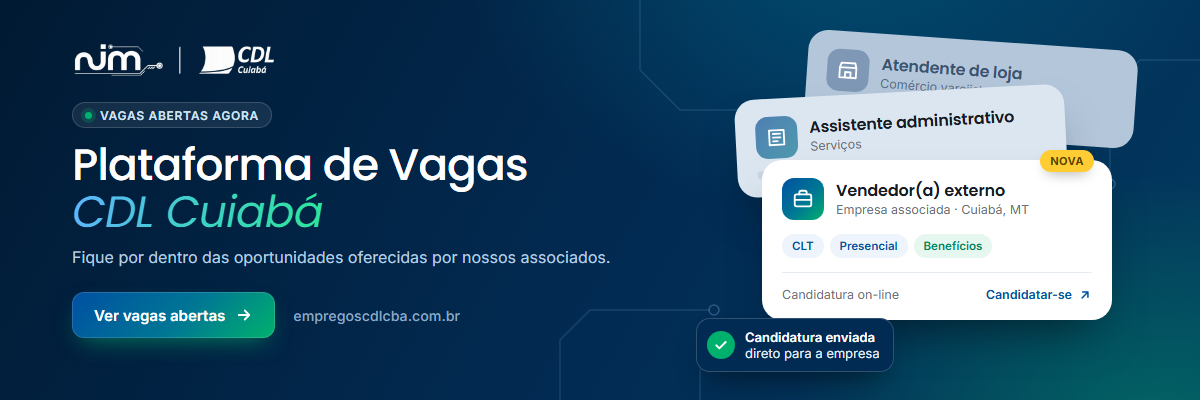 njm
CDL
Cuiabá
VAGAS ABERTAS AGORA
Plataforma de Vagas
CDL Cuiabá
Fique por dentro das oportunidades oferecidas por nossos associados.
Ver vagas abertas
empregoscdlcba.com.br
Atendente de loja
Comércio
Assistente administrativo
Serviços
NOVA
Vendedor(a) externo
Empresa associada · Cuiabá, MT
CLT
Presencial
Benefícios
Candidatura on-line
Candidatar-se
Candidatura enviada
direto para a empresa